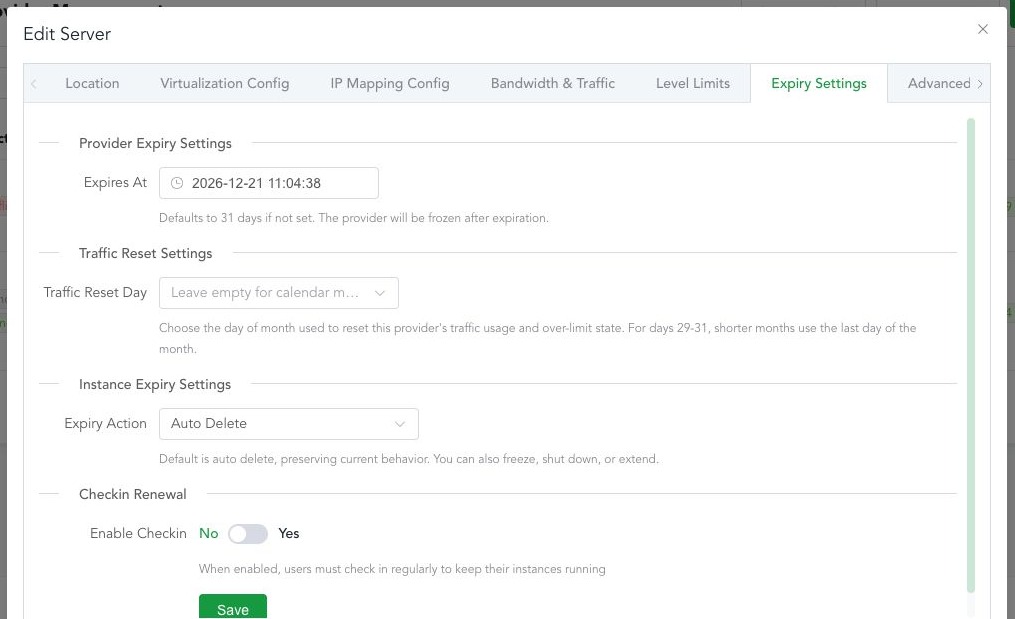 Edit Server
Location Virtualization Config IP Mapping Config Bandwidth & Traffic Level Limits Expiry Settings Advanced
Provider Expiry Settings
Expires At 2026-12-21 11:04:38
Defaults to 31 days if not set. The provider will be frozen after expiration.
Traffic Reset Settings
Traffic Reset Day Leave empty for calendar m...
Choose the day of month used to reset this provider's traffic usage and over-limit state. For days 29-31, shorter months use the last day of the
month.
Instance Expiry Settings
Expiry Action Auto Delete
Default is auto delete, preserving current behavior. You can also freeze, shut down, or extend.
Checkin Renewal
Enable Checkin No Yes
When enabled, users must check in regularly to keep their instances running
Save